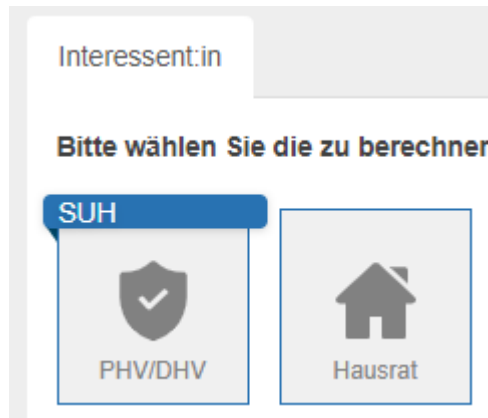 Interessent:in
Bitte wählen Sie die zu berechner
SUH
PHV/DHV
Hausrat